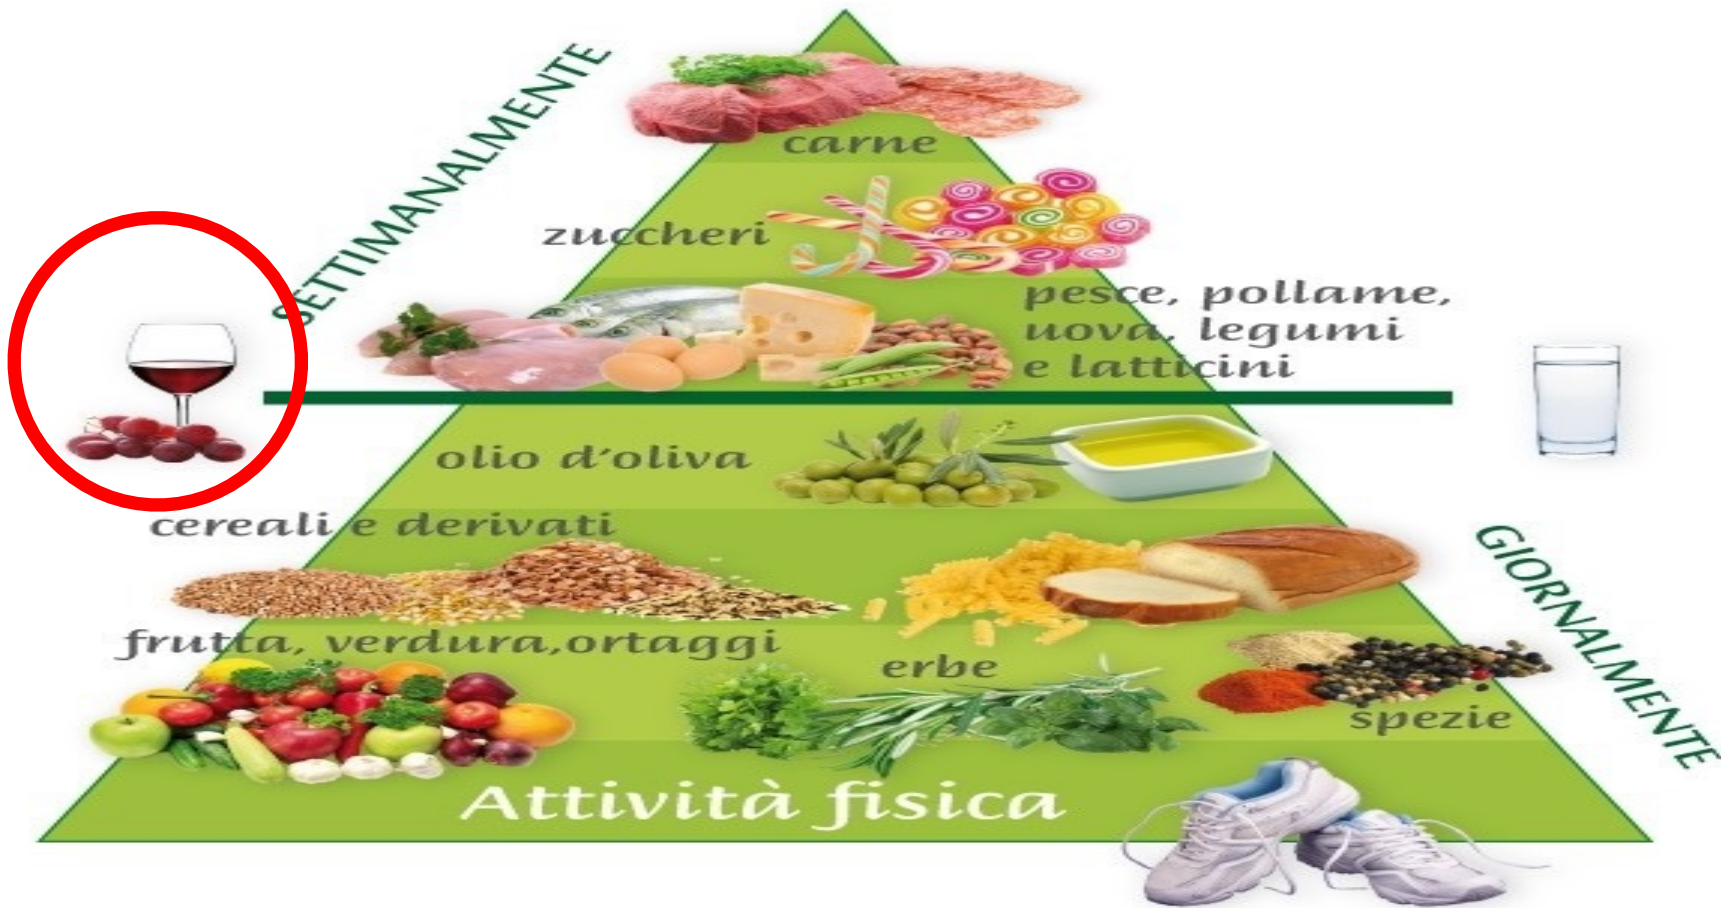 SETTIMANALMENTE
carne
zuccheri
pesce, pollame,
uova, legumi
e latticini
olio d'oliva
cereali e derivati
GIORNALMENTE
frutta, verdura,ortaggi
erbe
spezie
Attività fisica